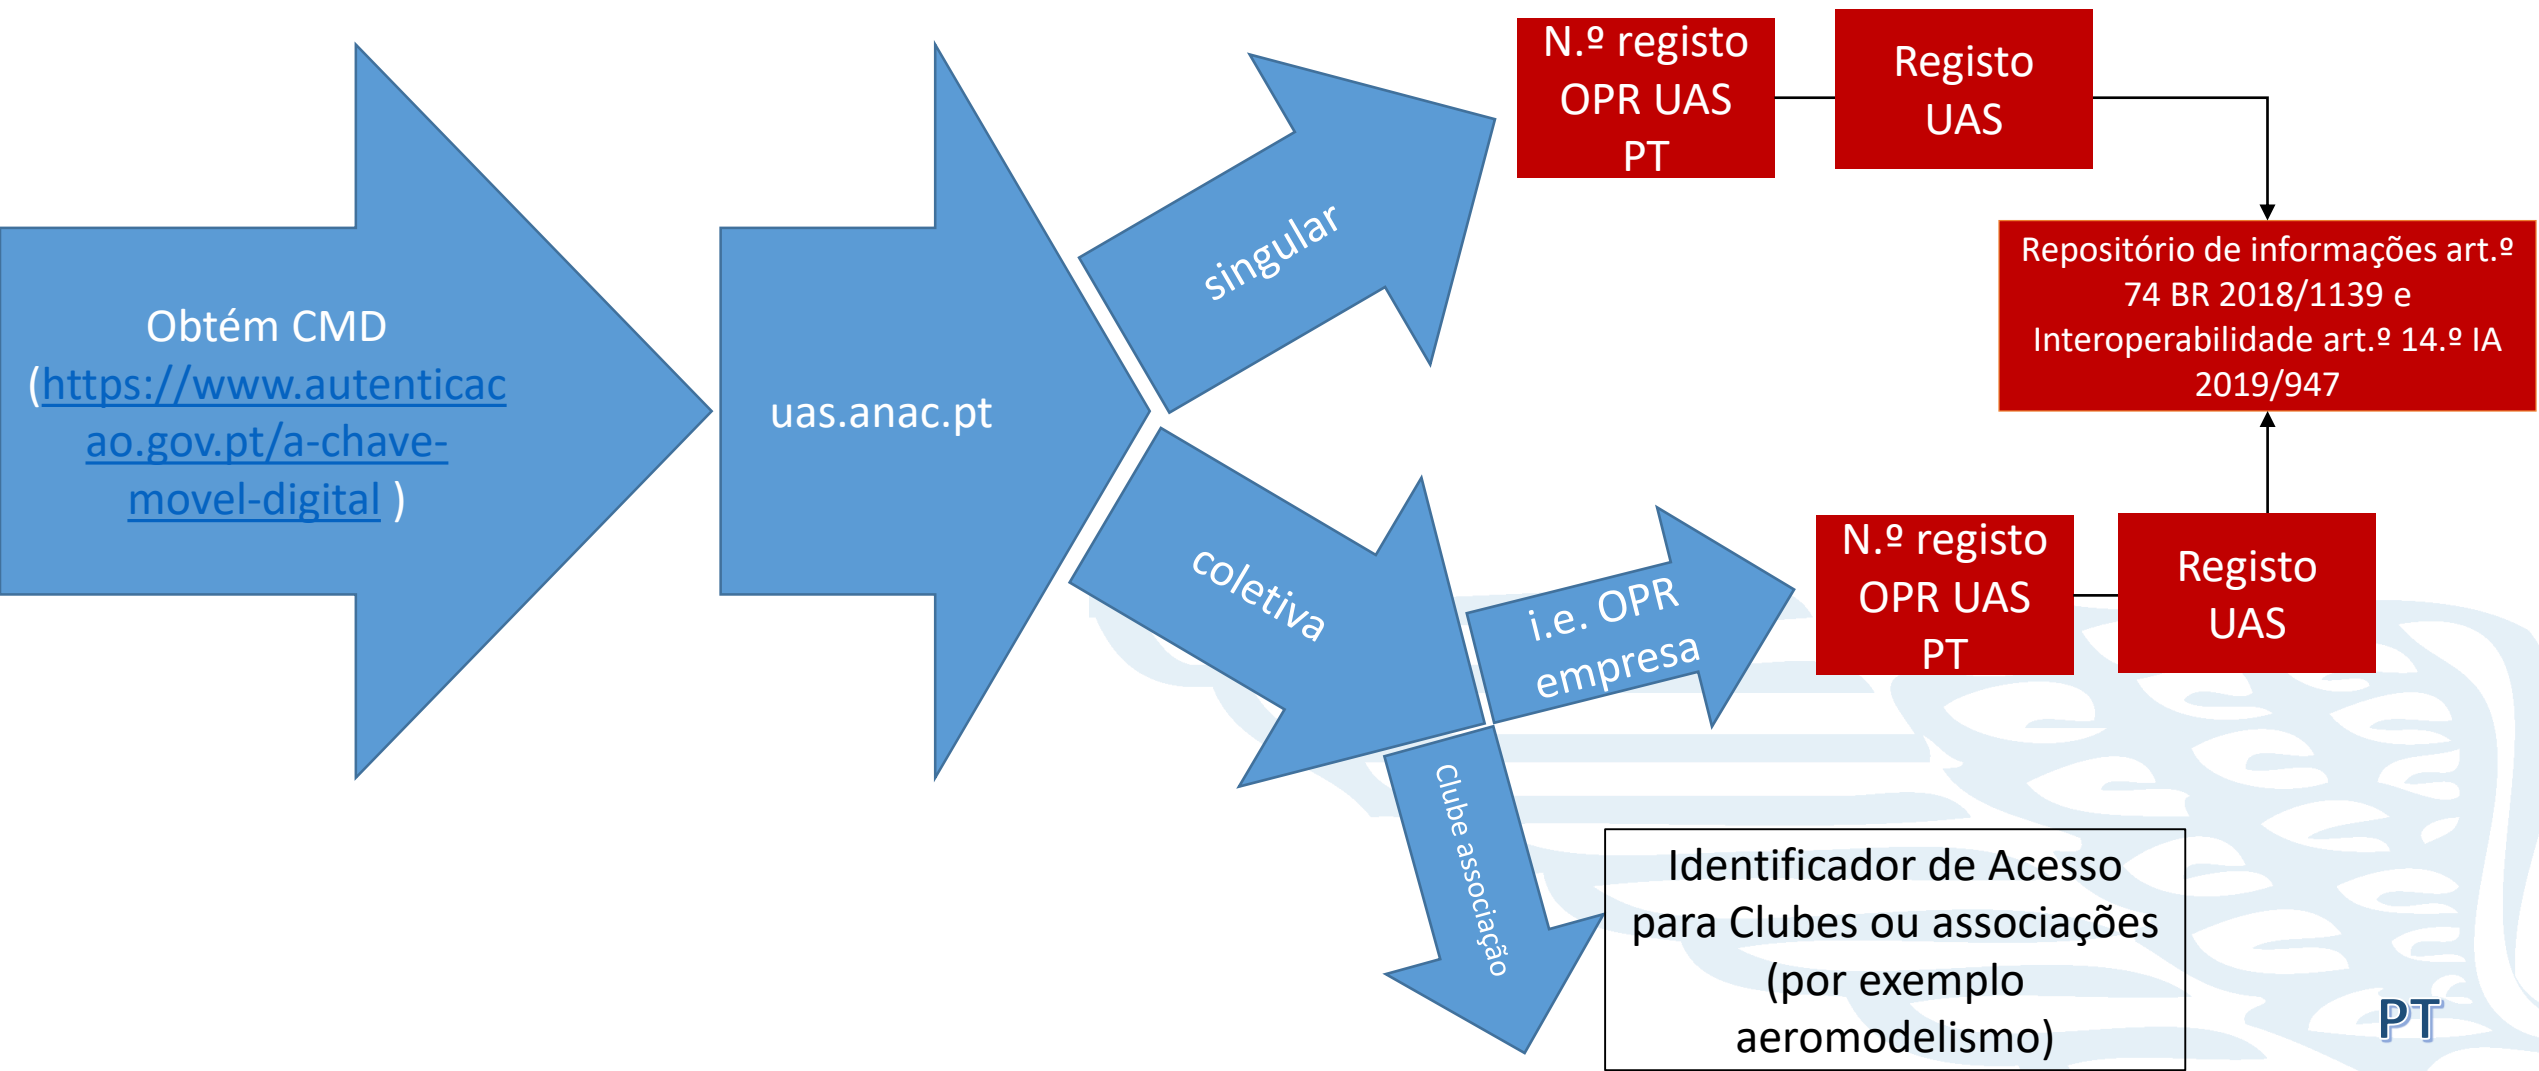 Obtém CMD
(https://www.autenticac
ao.gov.pt/a-chave-
movel-digital )
uas.anac.pt
singular
N.º registo
OPR UAS
PT
Registo
UAS
Repositório de informações art.º
74 BR 2018/1139 e
Interoperabilidade art.º 14.º IA
2019/947
coletiva
i.e. OPR
empresa
N.º registo
OPR UAS
PT
Registo
UAS
Clube associação
Identificador de Acesso
para Clubes ou associações
(por exemplo
aeromodelismo)
PT